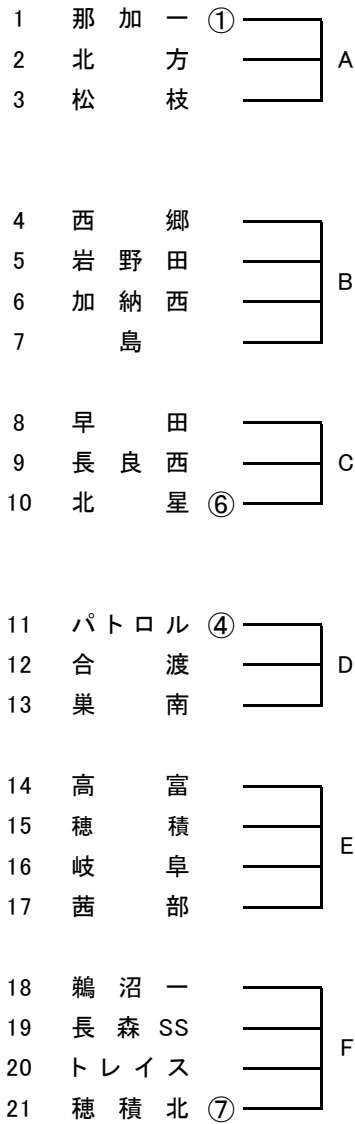 1 那加一 ①
2 北方 A
3 松枝
4 西郷
5 岩野田 B
6 加納西
7 島
8 早田
9 長良西 C
10 北星 ⑥
11 パトロル ④
12 合渡 D
13 巣南
14 高富
15 穂積 E
16 岐阜
17 茜部
18 鵜沼一
19 長森SS F
20 トレイス
21 穂積北 ⑦